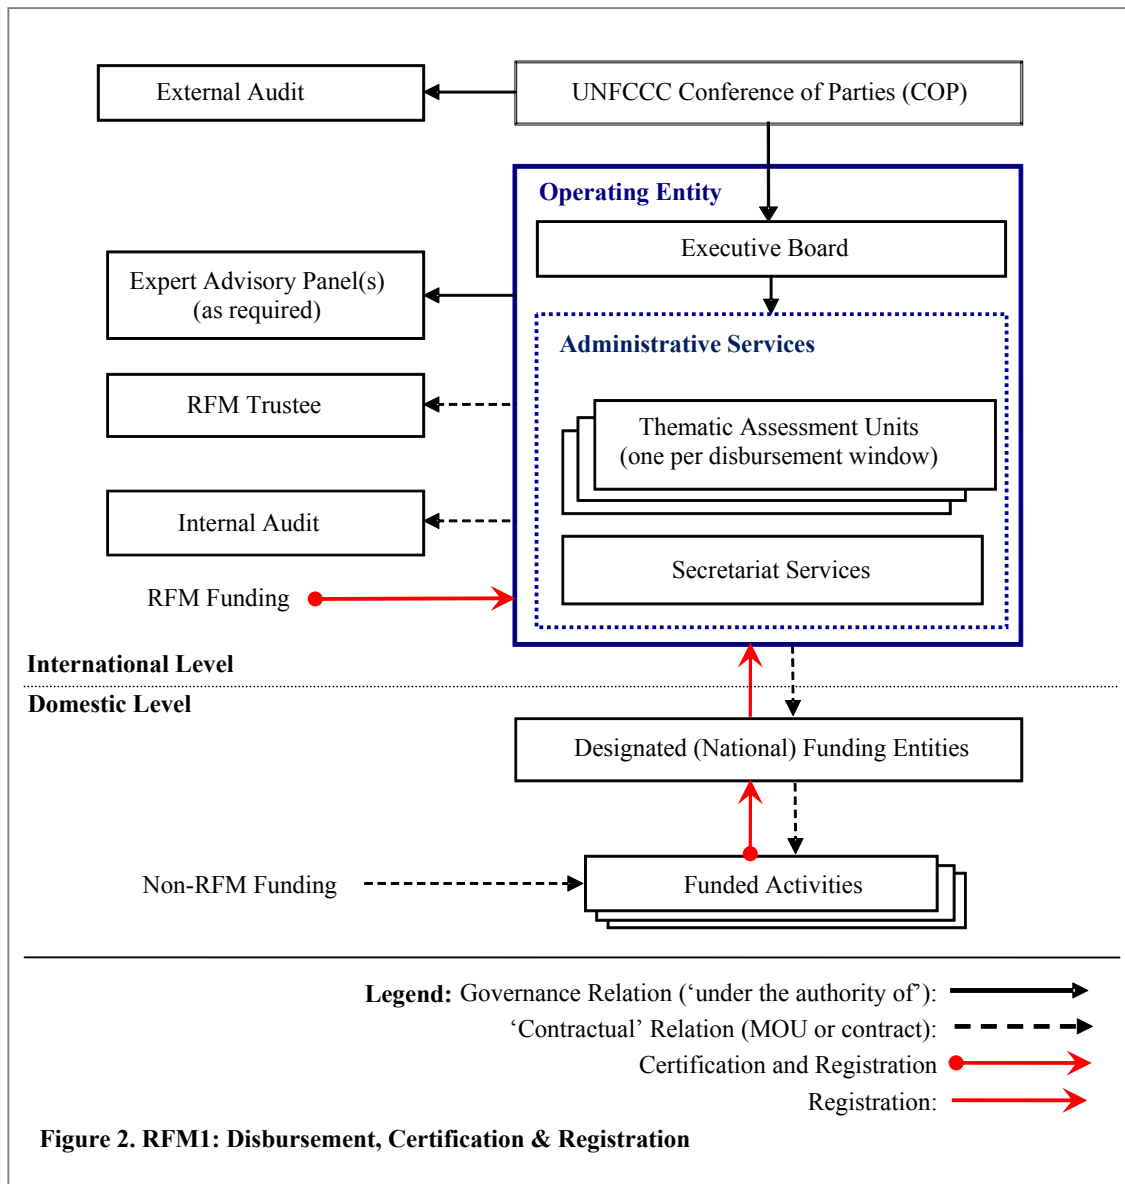 External Audit
UNFCCC Conference of Parties (COP)
Operating Entity
Executive Board
Expert Advisory Panel(s)
(as required)
Administrative Services
RFM Trustee
Thematic Assessment Units
(one per disbursement window)
Internal Audit
Secretariat Services
RFM Funding
International Level
Domestic Level
Designated (National) Funding Entities
Non-RFM Funding
Funded Activities
Legend: Governance Relation (‘under the authority of’):
‘Contractual’ Relation (MOU or contract):
Certification and Registration
Registration:
Figure 2. RFM1: Disbursement, Certification & Registration